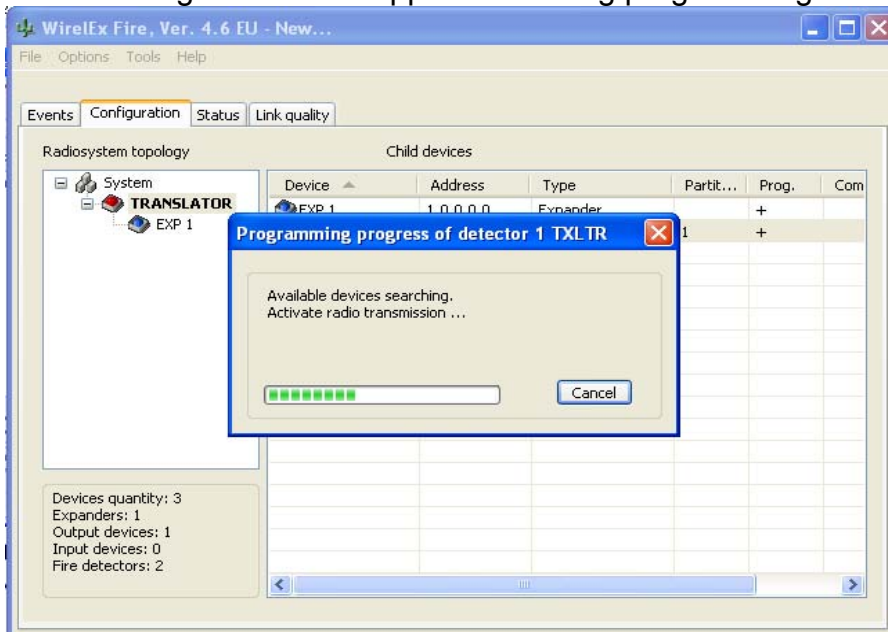 WirelEx Fire, Ver. 4.6 EU - New...
File Options Tools Help
Events Configuration Status Link quality
Radiosystem topology Child devices
System
TRANSLATOR
EXP 1
Device Address Type Partit... Prog. Com
EXP 1 1.0.0.0.0 Expander +
1 +
Programming progress of detector 1 TXLTR
Available devices searching.
Activate radio transmission ...
Cancel
Devices quantity: 3
Expanders: 1
Output devices: 1
Input devices: 0
Fire detectors: 2